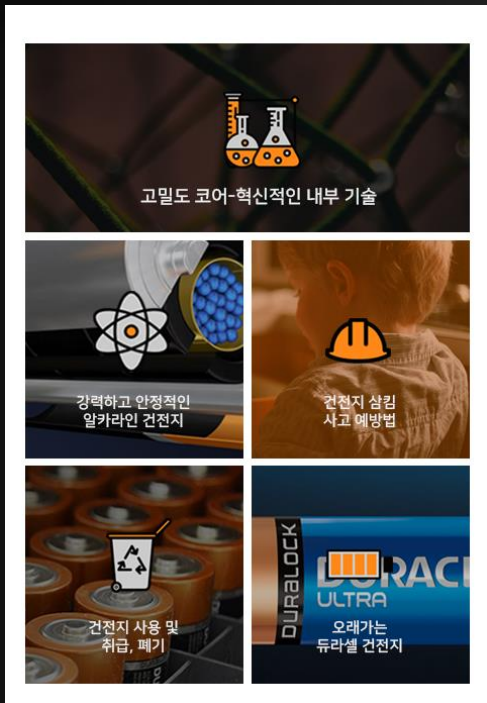 고밀도 코어-혁신적인 내부 기술
강력하고 안정적인
알카라인 건전지
건전지 삼킴
사고 예방법
건전지 사용 및
취급, 폐기
DURALOCK
DURACE
ULTRA
오래가는
듀라셀 건전지